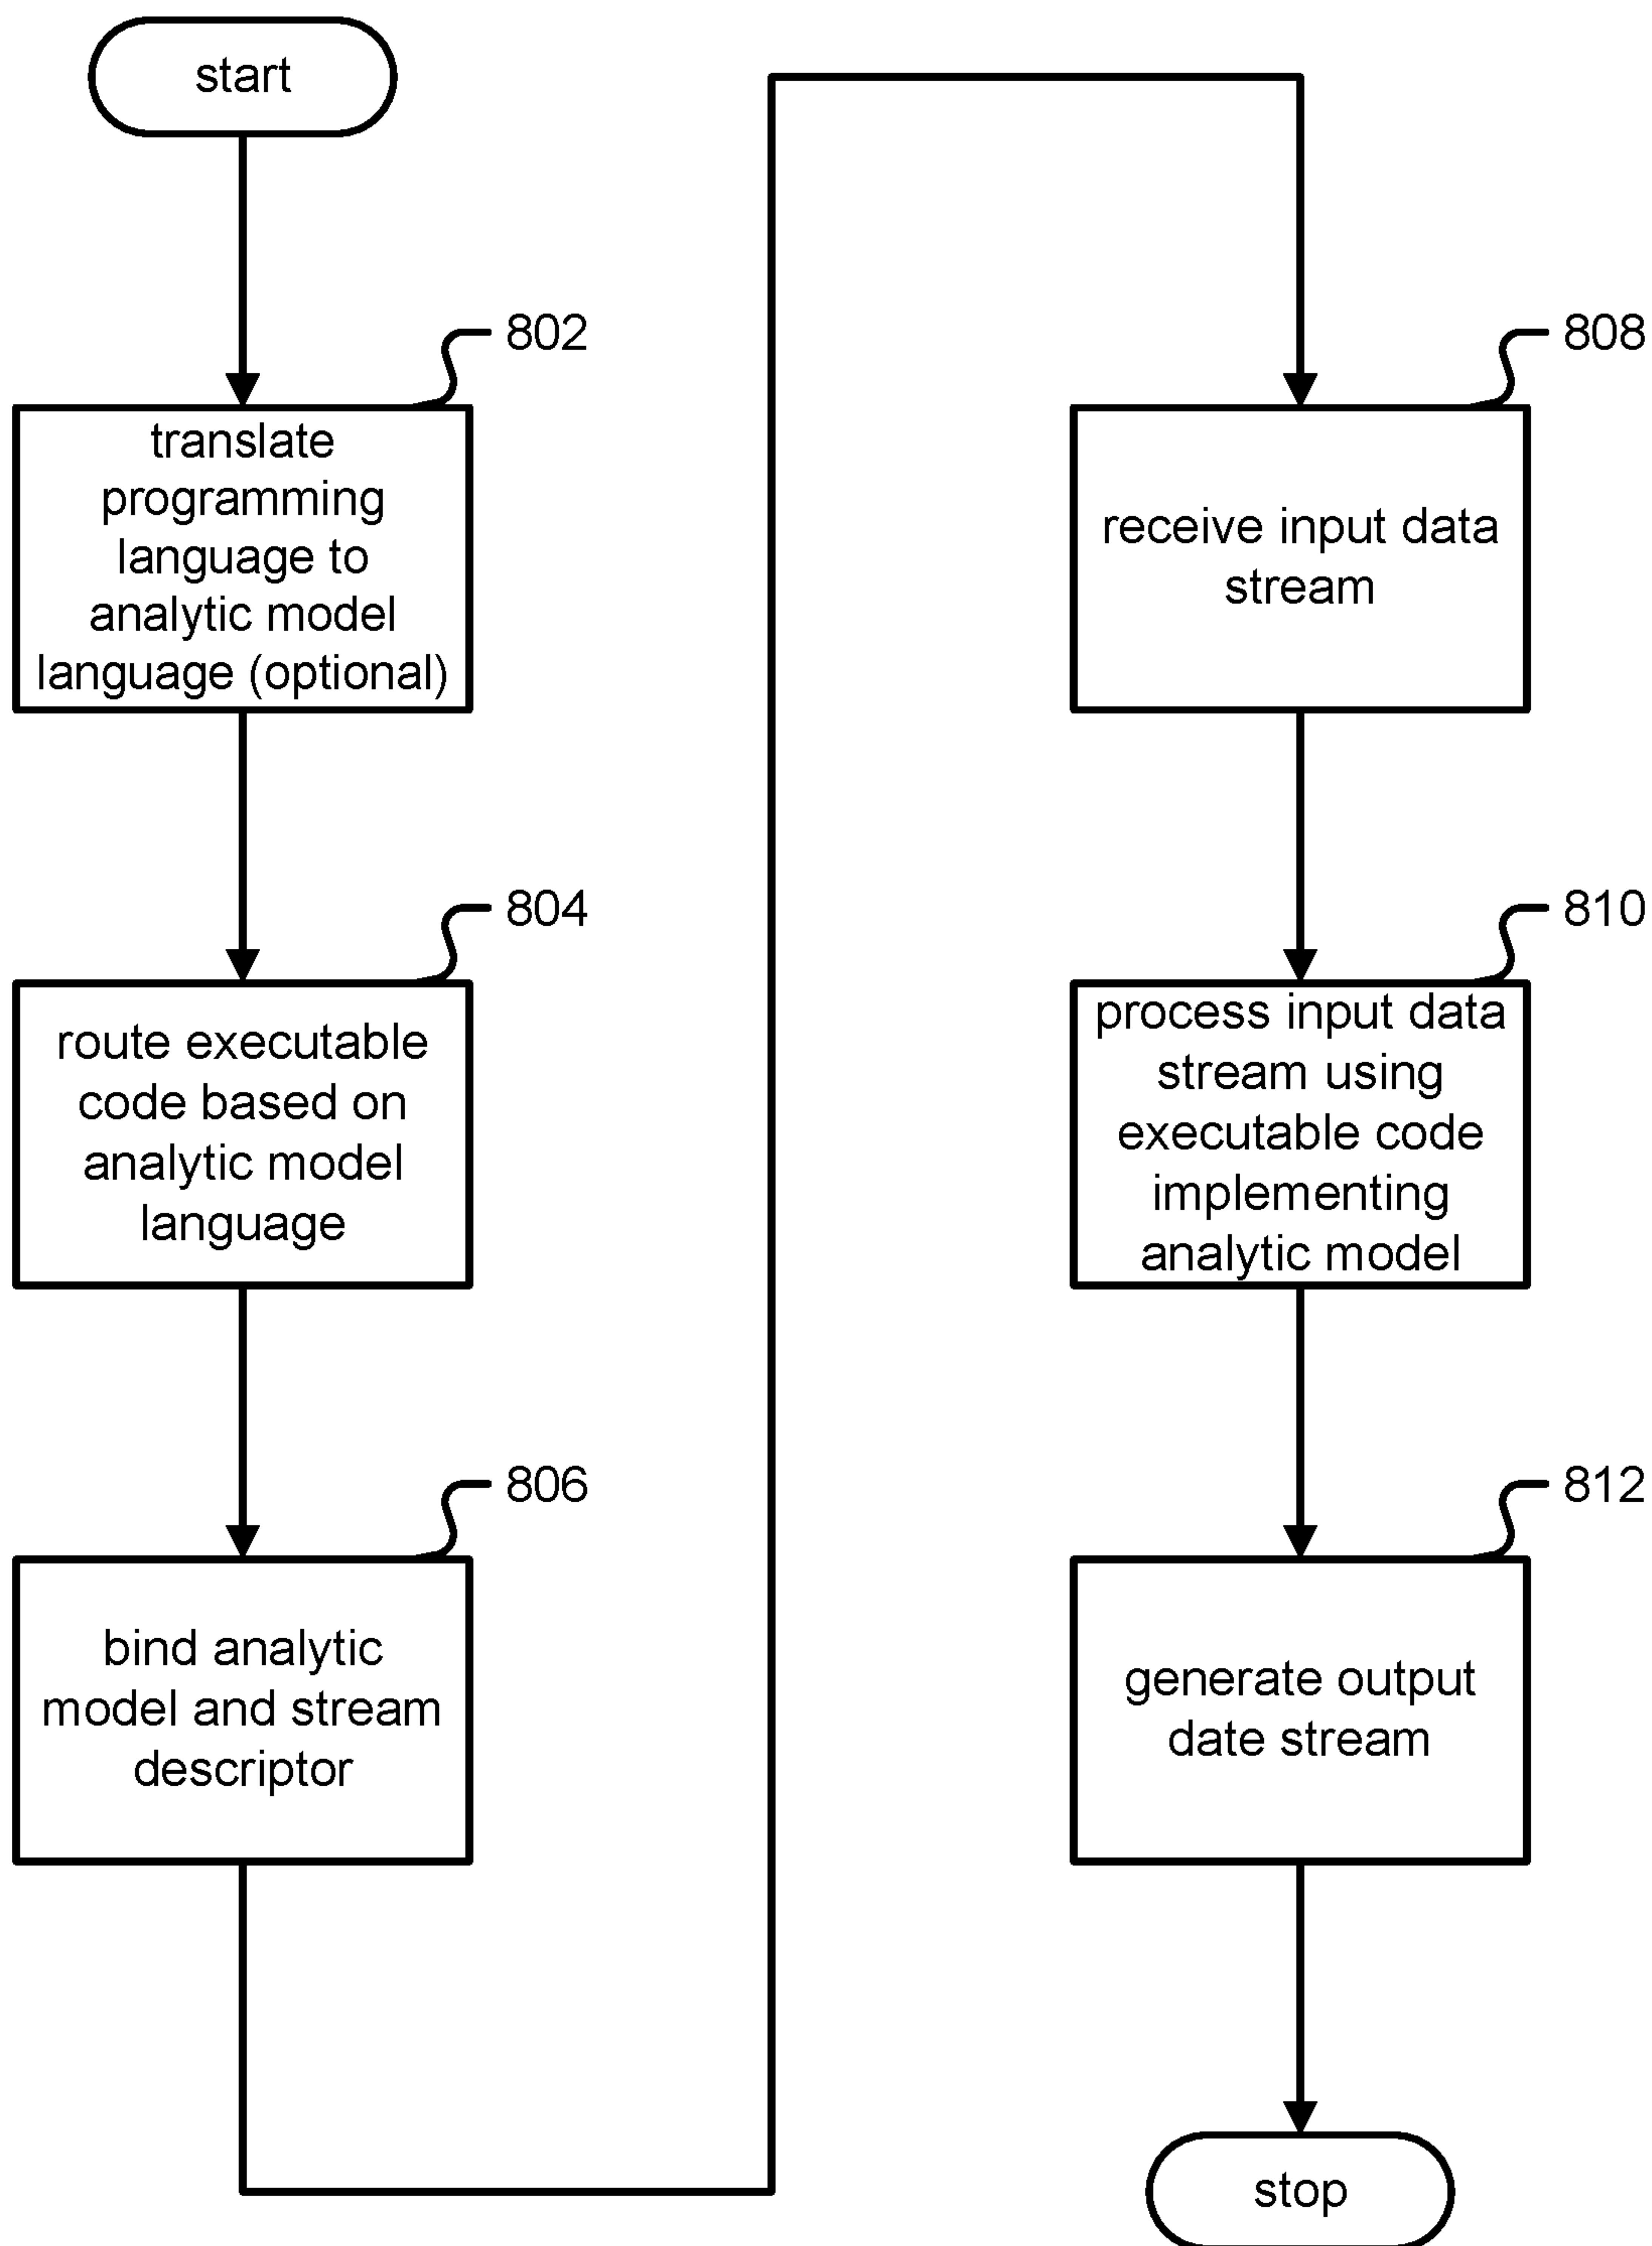 start
802
translate
programming
language to
analytic model
language (optional)
804
route executable
code based on
analytic model
language
806
bind analytic
model and stream
descriptor
808
receive input data
stream
810
process input data
stream using
executable code
implementing
analytic model
812
generate output
date stream
stop